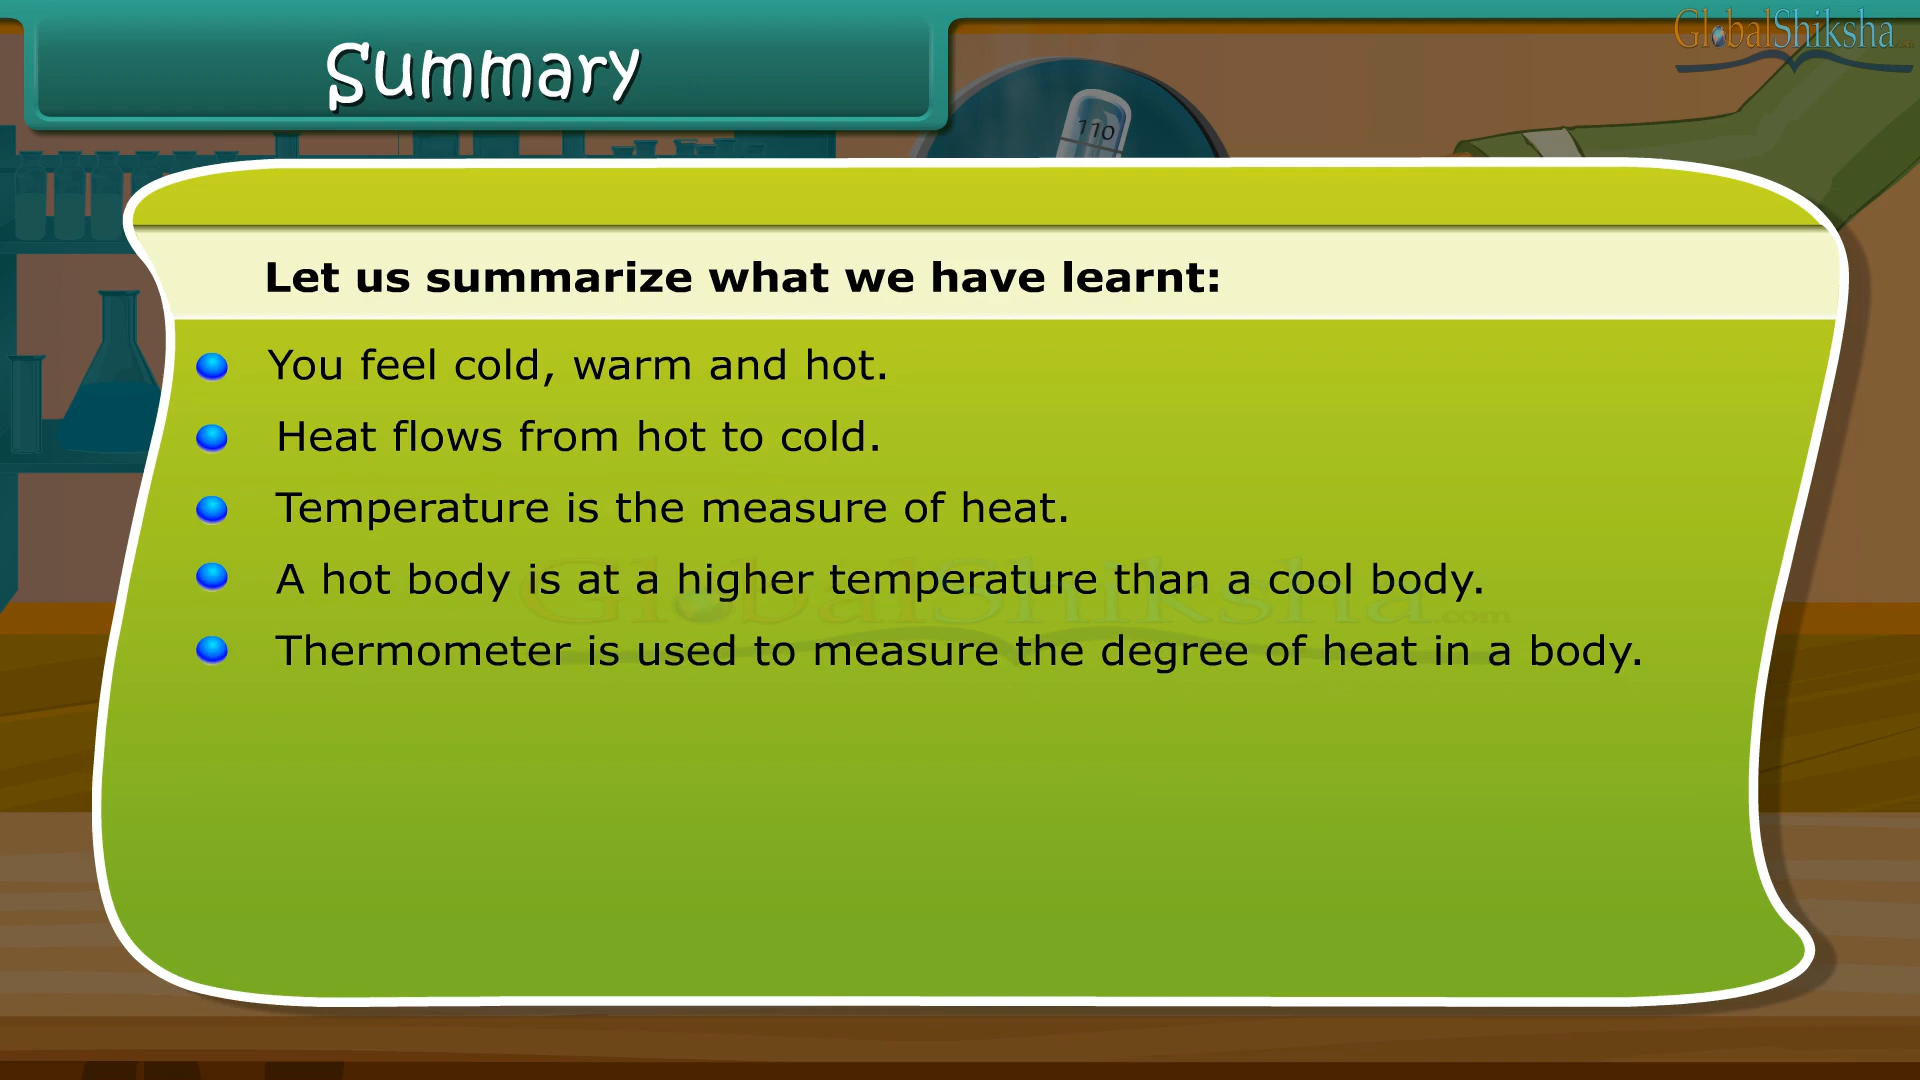 Summary
GlobalShiksha
110
Let us summarize what we have learnt:
You feel cold, warm and hot.
Heat flows from hot to cold.
Temperature is the measure of heat.
A hot body is at a higher temperature than a cool body.
GlobalShiksha.com
Thermometer is used to measure the degree of heat in a body.